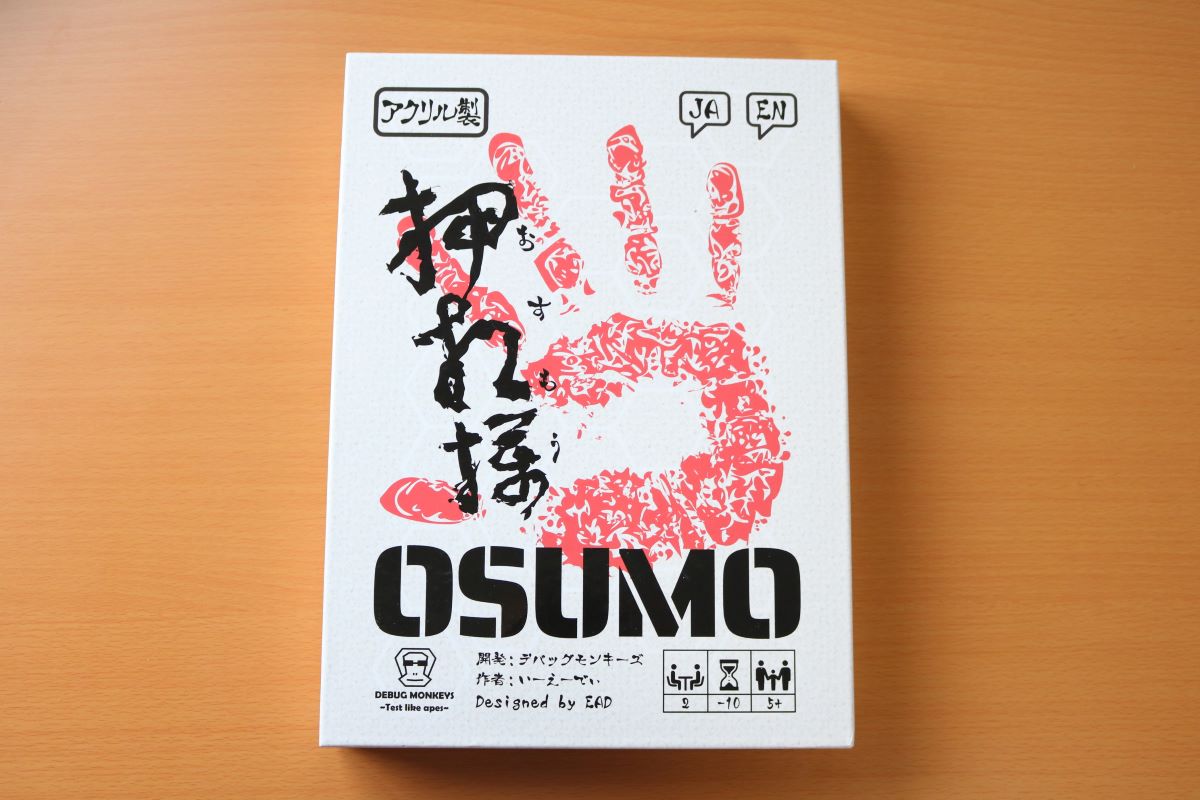 アクリル製
JA
EN
押相撲
おすもう
OSUMO
DEBUG MONKEYS
~Test like apes~
開発：デバッグモンキーズ
作者：いーえーでぃ
Designed by EAD
2
-10
5+